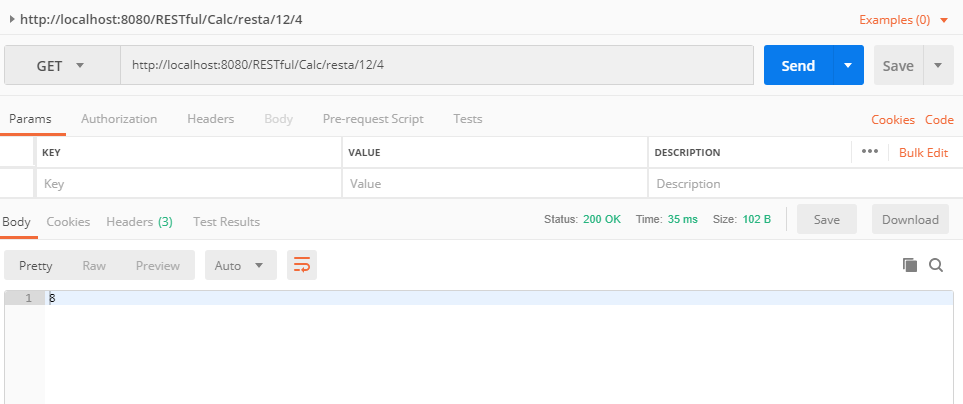 http://localhost:8080/RESTful/Calc/resta/12/4 Examples (0)
GET http://localhost:8080/RESTful/Calc/resta/12/4 Send Save
Params Authorization Headers Body Pre-request Script Tests Cookies Code
KEY VALUE DESCRIPTION ••• Bulk Edit
Key Value Description
Body Cookies Headers (3) Test Results Status: 200 OK Time: 35 ms Size: 102 B Save Download
Pretty Raw Preview Auto
1 8